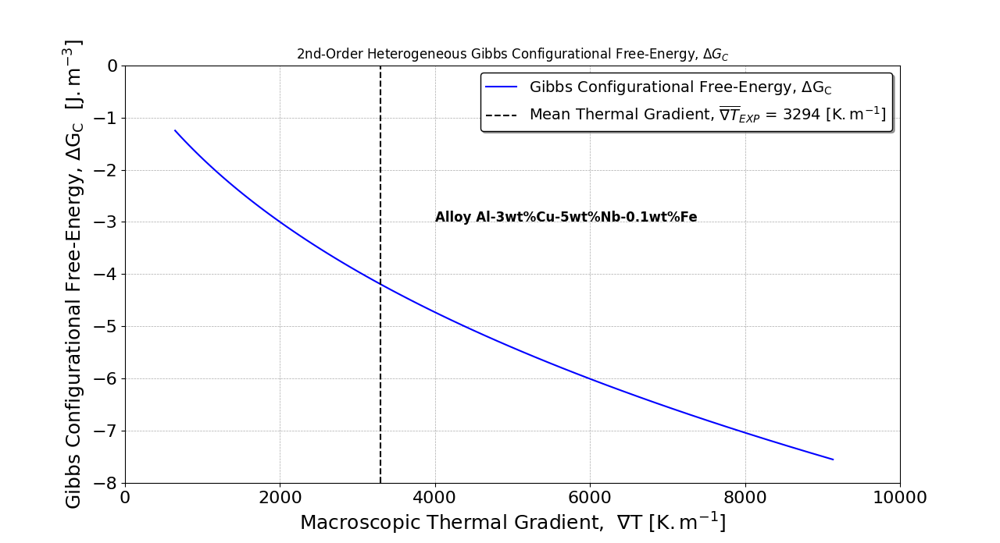 2nd-Order Heterogeneous Gibbs Configurational Free-Energy, ΔG_C
Gibbs Configurational Free-Energy, ΔG_C [J.m⁻³]
0
−1
−2
−3
−4
−5
−6
−7
−8
Gibbs Configurational Free-Energy, ΔG_C
Mean Thermal Gradient, \overline{∇T}_{EXP} = 3294 [K.m⁻¹]
Alloy Al-3wt%Cu-5wt%Nb-0.1wt%Fe
0 2000 4000 6000 8000 10000
Macroscopic Thermal Gradient, ∇T [K.m⁻¹]